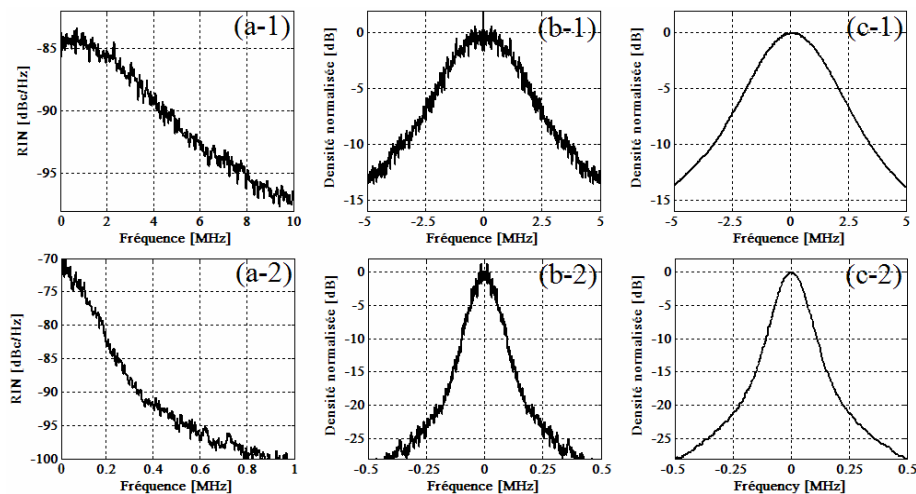 (a-1)
RIN [dBc/Hz]
-85
-90
-95
0 2 4 6 8 10
Fréquence [MHz]
(b-1)
Densité normalisée [dB]
0
-5
-10
-15
-5 -2.5 0 2.5 5
Fréquence [MHz]
(c-1)
Densité normalisée [dB]
0
-5
-10
-15
-5 -2.5 0 2.5 5
Fréquence [MHz]
(a-2)
RIN [dBc/Hz]
-70
-75
-80
-85
-90
-95
-100
0 0.2 0.4 0.6 0.8 1
Fréquence [MHz]
(b-2)
Densité normalisée [dB]
0
-5
-10
-15
-20
-25
-0.5 -0.25 0 0.25 0.5
Fréquence [MHz]
(c-2)
Densité normalisée [dB]
0
-5
-10
-15
-20
-25
-0.5 -0.25 0 0.25 0.5
Fréquency [MHz]